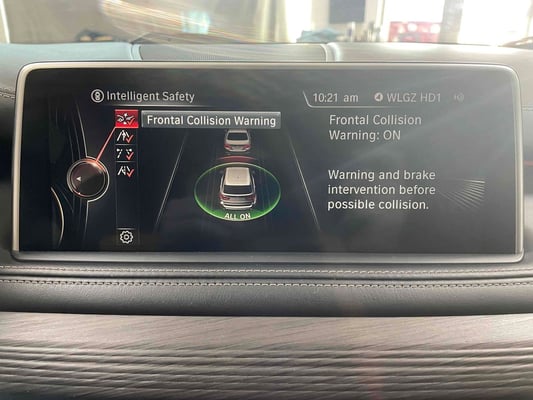 Intelligent Safety
10:21 am
WLGZ HD1
Frontal Collision Warning
Frontal Collision
Warning: ON
Warning and brake
intervention before
possible collision.
ALL ON